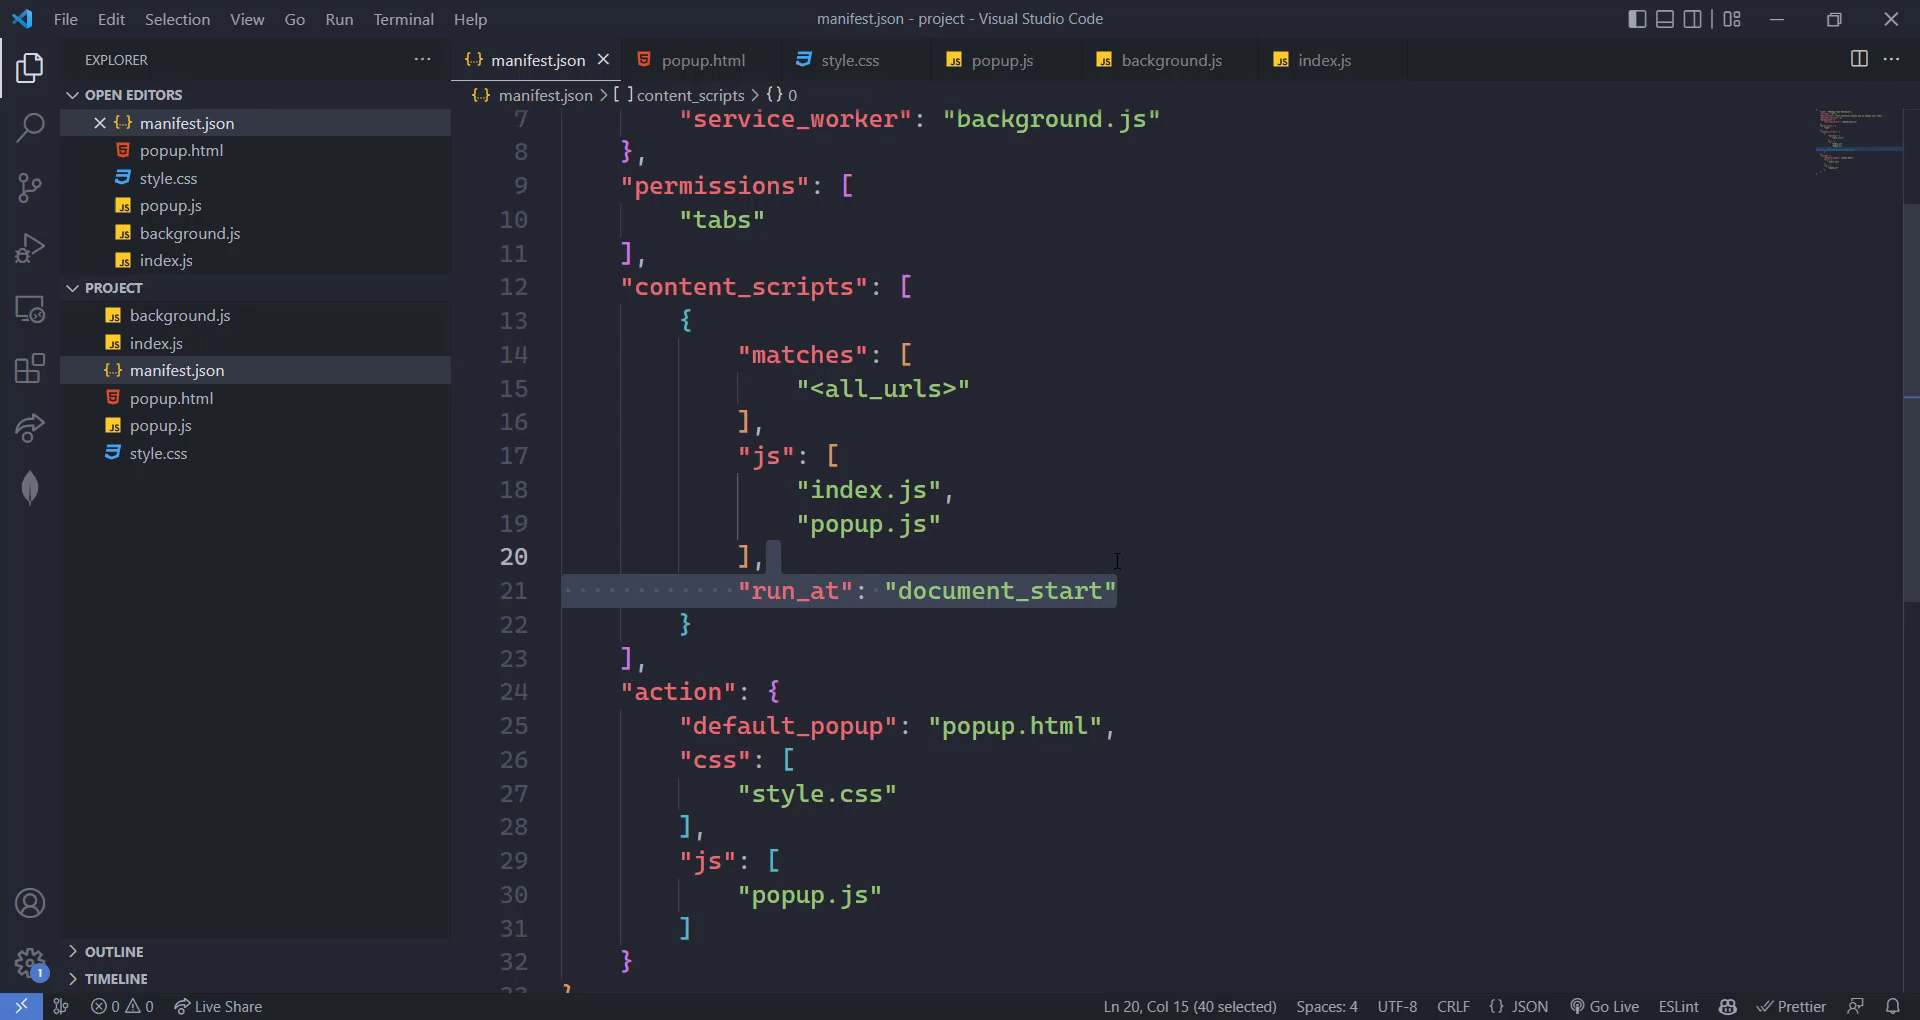 File Edit Selection View Go Run Terminal Help
manifest.json - project - Visual Studio Code
EXPLORER
OPEN EDITORS
manifest.json
popup.html
style.css
popup.js
background.js
index.js
PROJECT
background.js
index.js
manifest.json
popup.html
popup.js
style.css
OUTLINE
TIMELINE
1
manifest.json popup.html style.css popup.js background.js index.js
manifest.json > [ ] content_scripts > {} 0
7 "service_worker": "background.js"
8 },
9 "permissions": [
10 "tabs"
11 ],
12 "content_scripts": [
13 {
14 "matches": [
15 "<all_urls>"
16 ],
17 "js": [
18 "index.js",
19 "popup.js"
20 ],
21 "run_at": "document_start"
22 }
23 ],
24 "action": {
25 "default_popup": "popup.html",
26 "css": [
27 "style.css"
28 ],
29 "js": [
30 "popup.js"
31 ]
32 }
33 }
0 0 Live Share Ln 20, Col 15 (40 selected) Spaces: 4 UTF-8 CRLF {} JSON Go Live ESLint Prettier